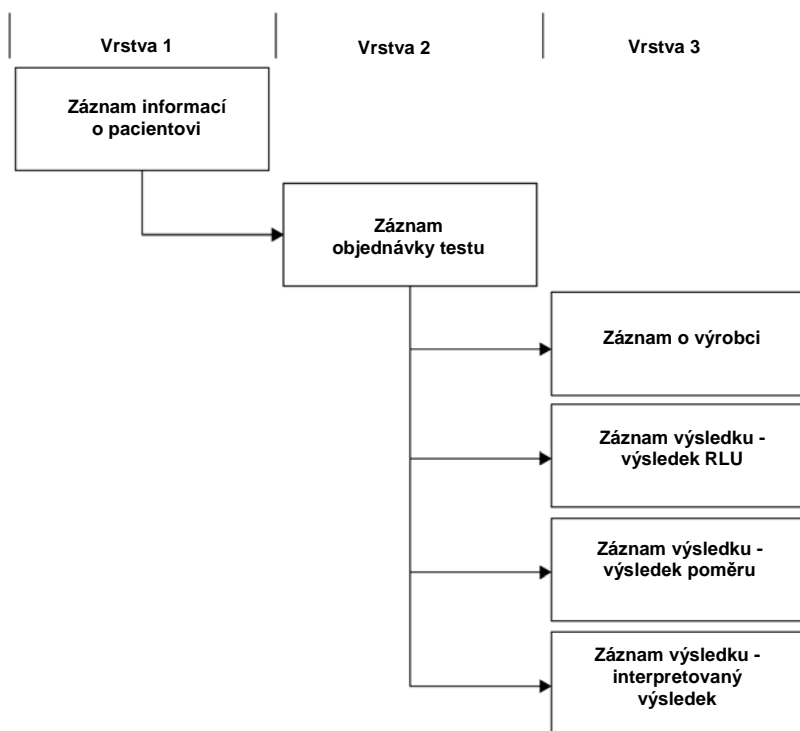 Vrstva 1
Vrstva 2
Vrstva 3
Záznam informací
o pacientovi
Záznam
objednávky testu
Záznam o výrobci
Záznam výsledku -
výsledek RLU
Záznam výsledku -
výsledek poměru
Záznam výsledku -
interpretovaný
výsledek